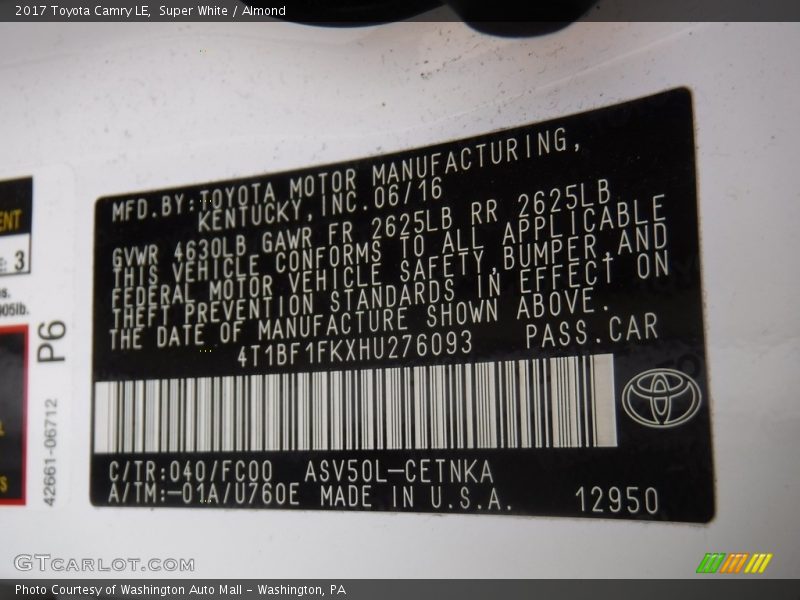 2017 Toyota Camry LE, Super White / Almond
MFD.BY:TOYOTA MOTOR MANUFACTURING,
KENTUCKY,INC.06/16
GVWR 4630LB GAWR FR 2625LB RR 2625LB
THIS VEHICLE CONFORMS TO ALL APPLICABLE
FEDERAL MOTOR VEHICLE SAFETY,BUMPER,AND
THEFT PREVENTION STANDARDS IN EFFECT ON
THE DATE OF MANUFACTURE SHOWN ABOVE.
4T1BF1FKXHU276093 PASS.CAR
C/TR:040/FC00 ASV50L-CETNKA
A/TM:-01A/U760E MADE IN U.S.A. 12950
3
905lb.
P6
42661-06712
GTCARLOT.COM
Photo Courtesy of Washington Auto Mall - Washington, PA